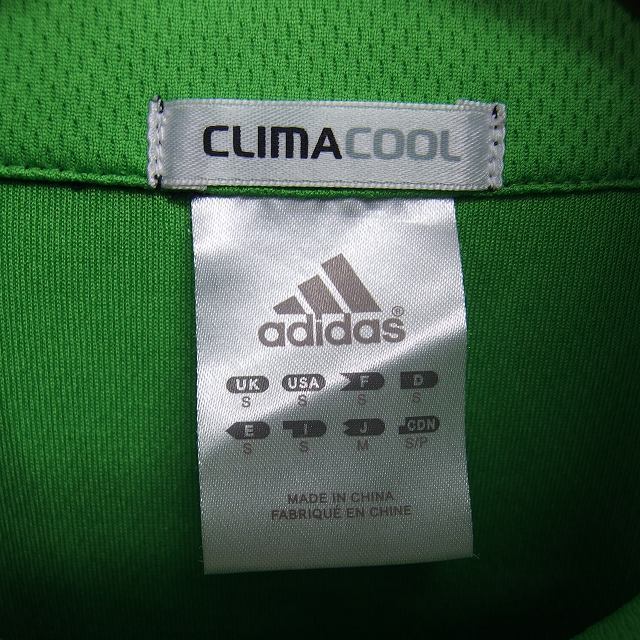 CLIMACOOL
adidas®
UK USA F D
S S S S
E I J CDN
S S M S/P
MADE IN CHINA
FABRIQUÉ EN CHINE